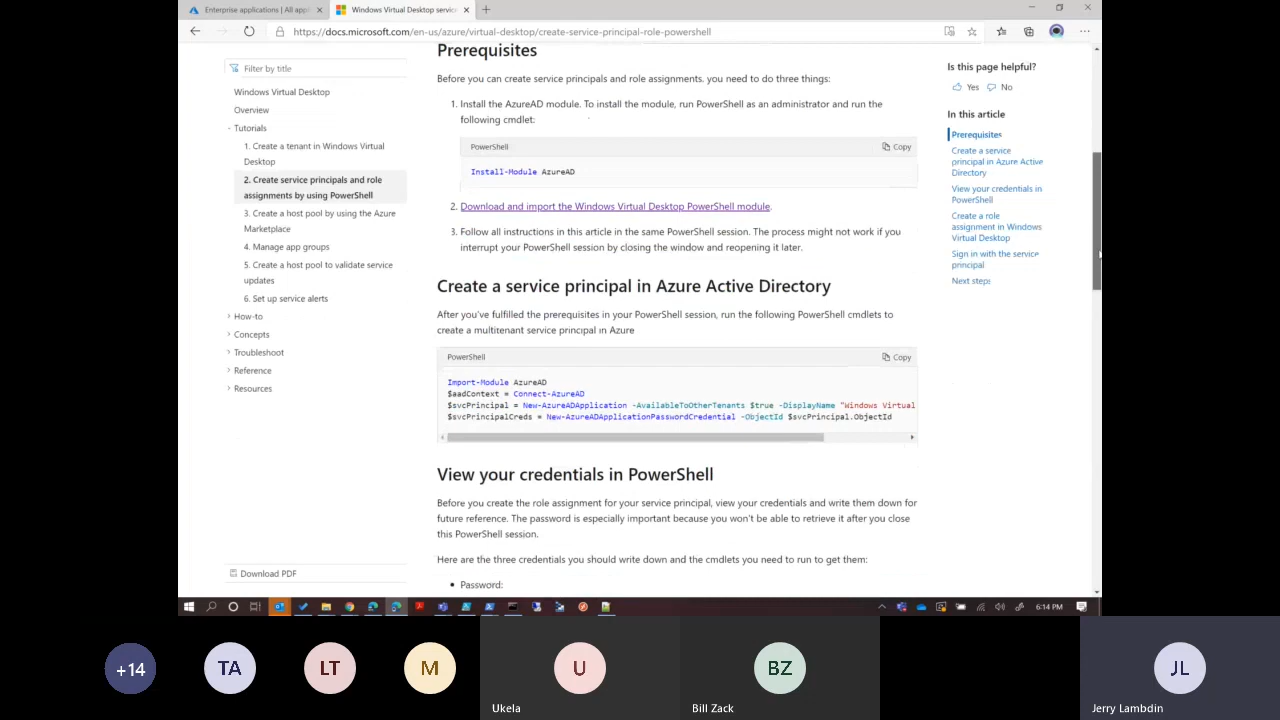 Enterprise applications | All appl
Windows Virtual Desktop servic
https://docs.microsoft.com/en-us/azure/virtual-desktop/create-service-principal-role-powershell
Filter by title
Windows Virtual Desktop
Overview
Tutorials
1. Create a tenant in Windows Virtual
Desktop
2. Create service principals and role
assignments by using PowerShell
3. Create a host pool by using the Azure
Marketplace
4. Manage app groups
5. Create a host pool to validate service
updates
6. Set up service alerts
How-to
Concepts
Troubleshoot
Reference
Resources
Download PDF
Prerequisites
Before you can create service principals and role assignments, you need to do three things:
1. Install the AzureAD module. To install the module, run PowerShell as an administrator and run the
following cmdlet:
PowerShell
Copy
Install-Module AzureAD
2. Download and import the Windows Virtual Desktop PowerShell module.
3. Follow all instructions in this article in the same PowerShell session. The process might not work if you
interrupt your PowerShell session by closing the window and reopening it later.
Create a service principal in Azure Active Directory
After you've fulfilled the prerequisites in your PowerShell session, run the following PowerShell cmdlets to
create a multitenant service principal in Azure
PowerShell
Copy
Import-Module AzureAD
$aadContext = Connect-AzureAD
$svcPrincipal = New-AzureADApplication -AvailableToOtherTenants $true -DisplayName "Windows Virtual
$svcPrincipalCreds = New-AzureADApplicationPasswordCredential -ObjectId $svcPrincipal.ObjectId
View your credentials in PowerShell
Before you create the role assignment for your service principal, view your credentials and write them down for
future reference. The password is especially important because you won't be able to retrieve it after you close
this PowerShell session.
Here are the three credentials you should write down and the cmdlets you need to run to get them:
• Password:
Is this page helpful?
Yes No
In this article
Prerequisites
Create a service
principal in Azure Active
Directory
View your credentials in
PowerShell
Create a role
assignment in Windows
Virtual Desktop
Sign in with the service
principal
Next steps
6:14 PM
+14
TA
LT
M
U
BZ
JL
Ukela
Bill Zack
Jerry Lambdin